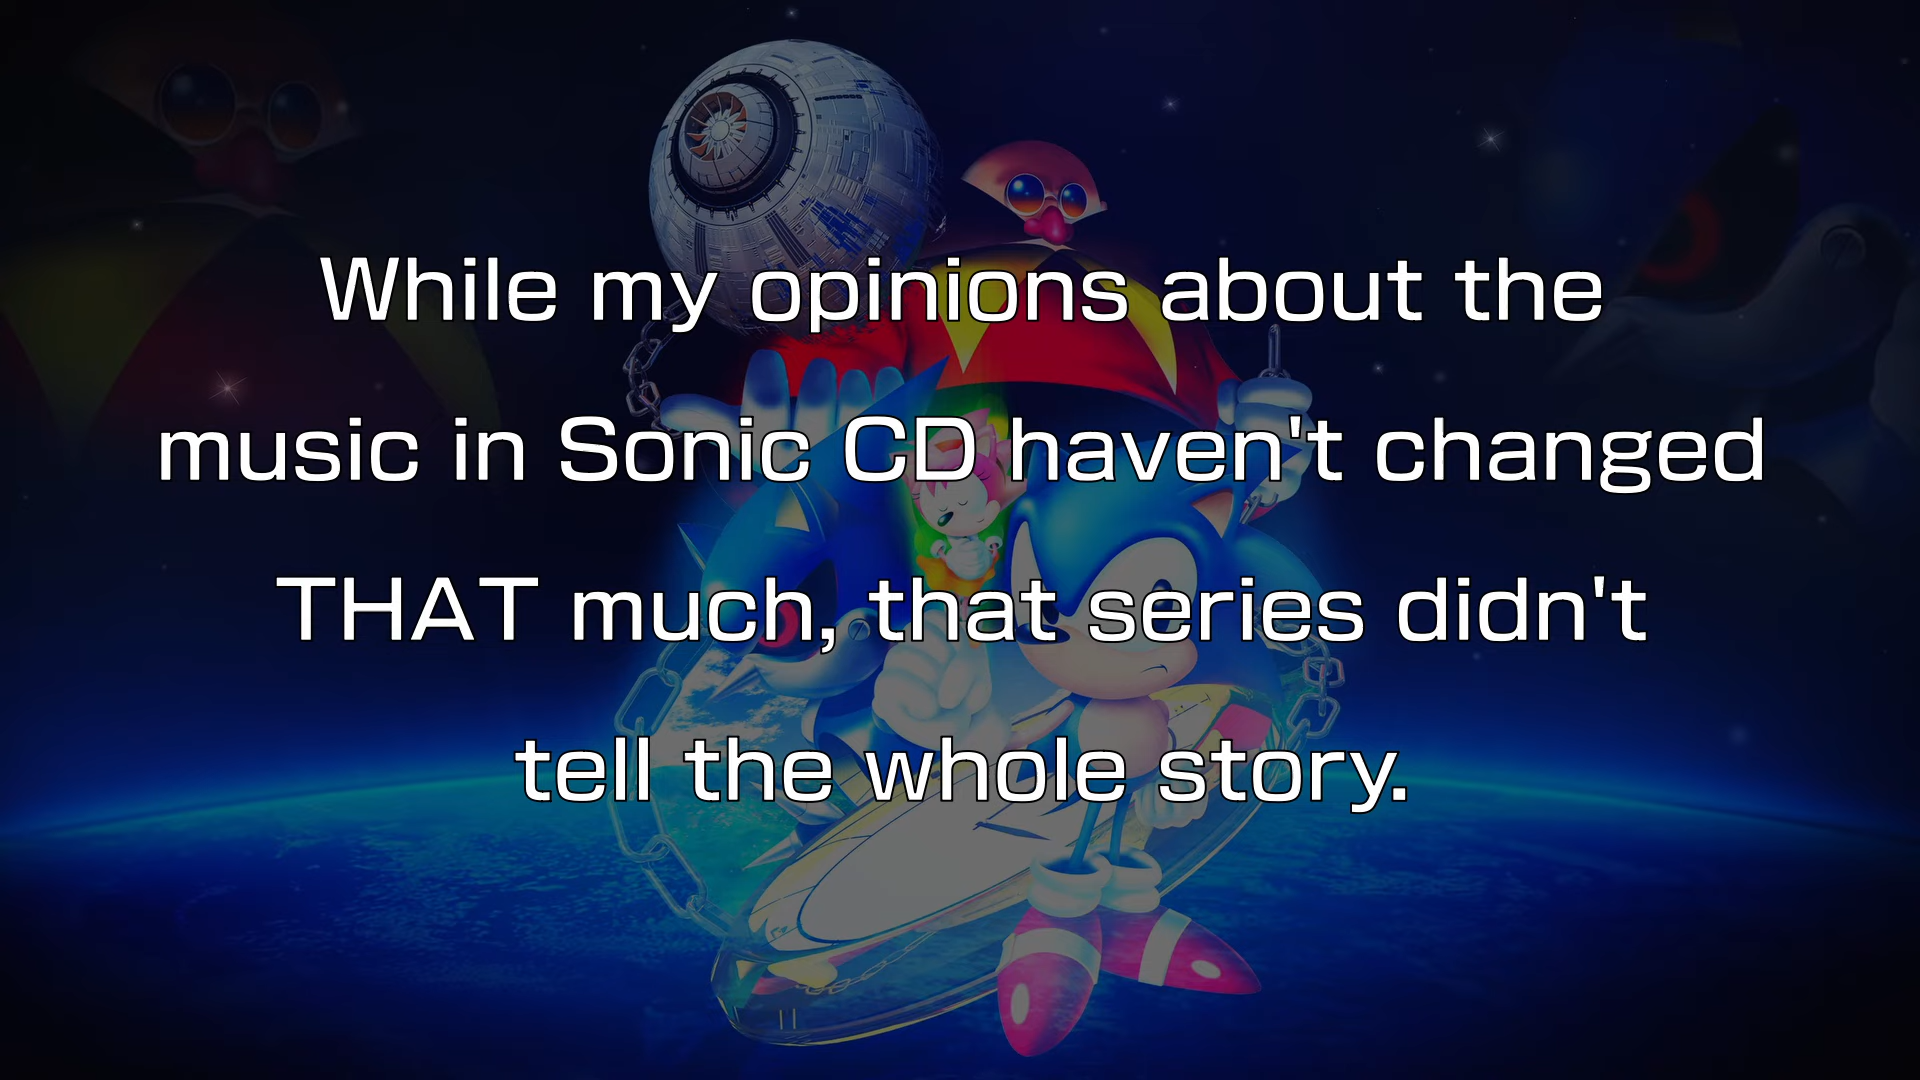 While my opinions about the
music in Sonic CD haven't changed
THAT much, that series didn't
tell the whole story.